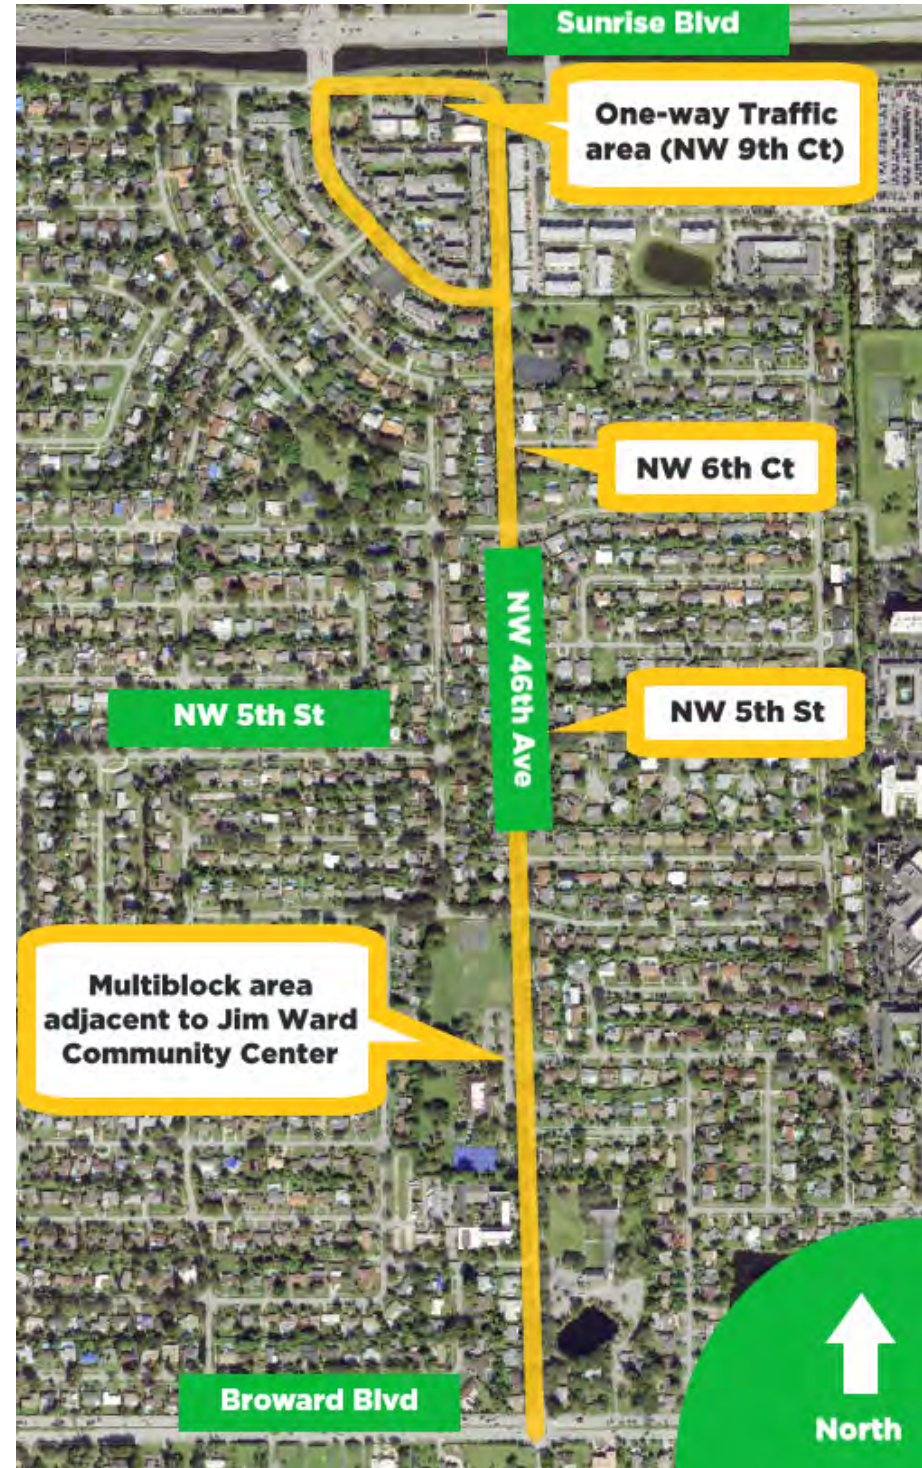 Sunrise Blvd
One-way Traffic
area (NW 9th Ct)
NW 6th Ct
NW 46th Ave
NW 5th St
NW 5th St
Multiblock area
adjacent to Jim Ward
Community Center
Broward Blvd
North